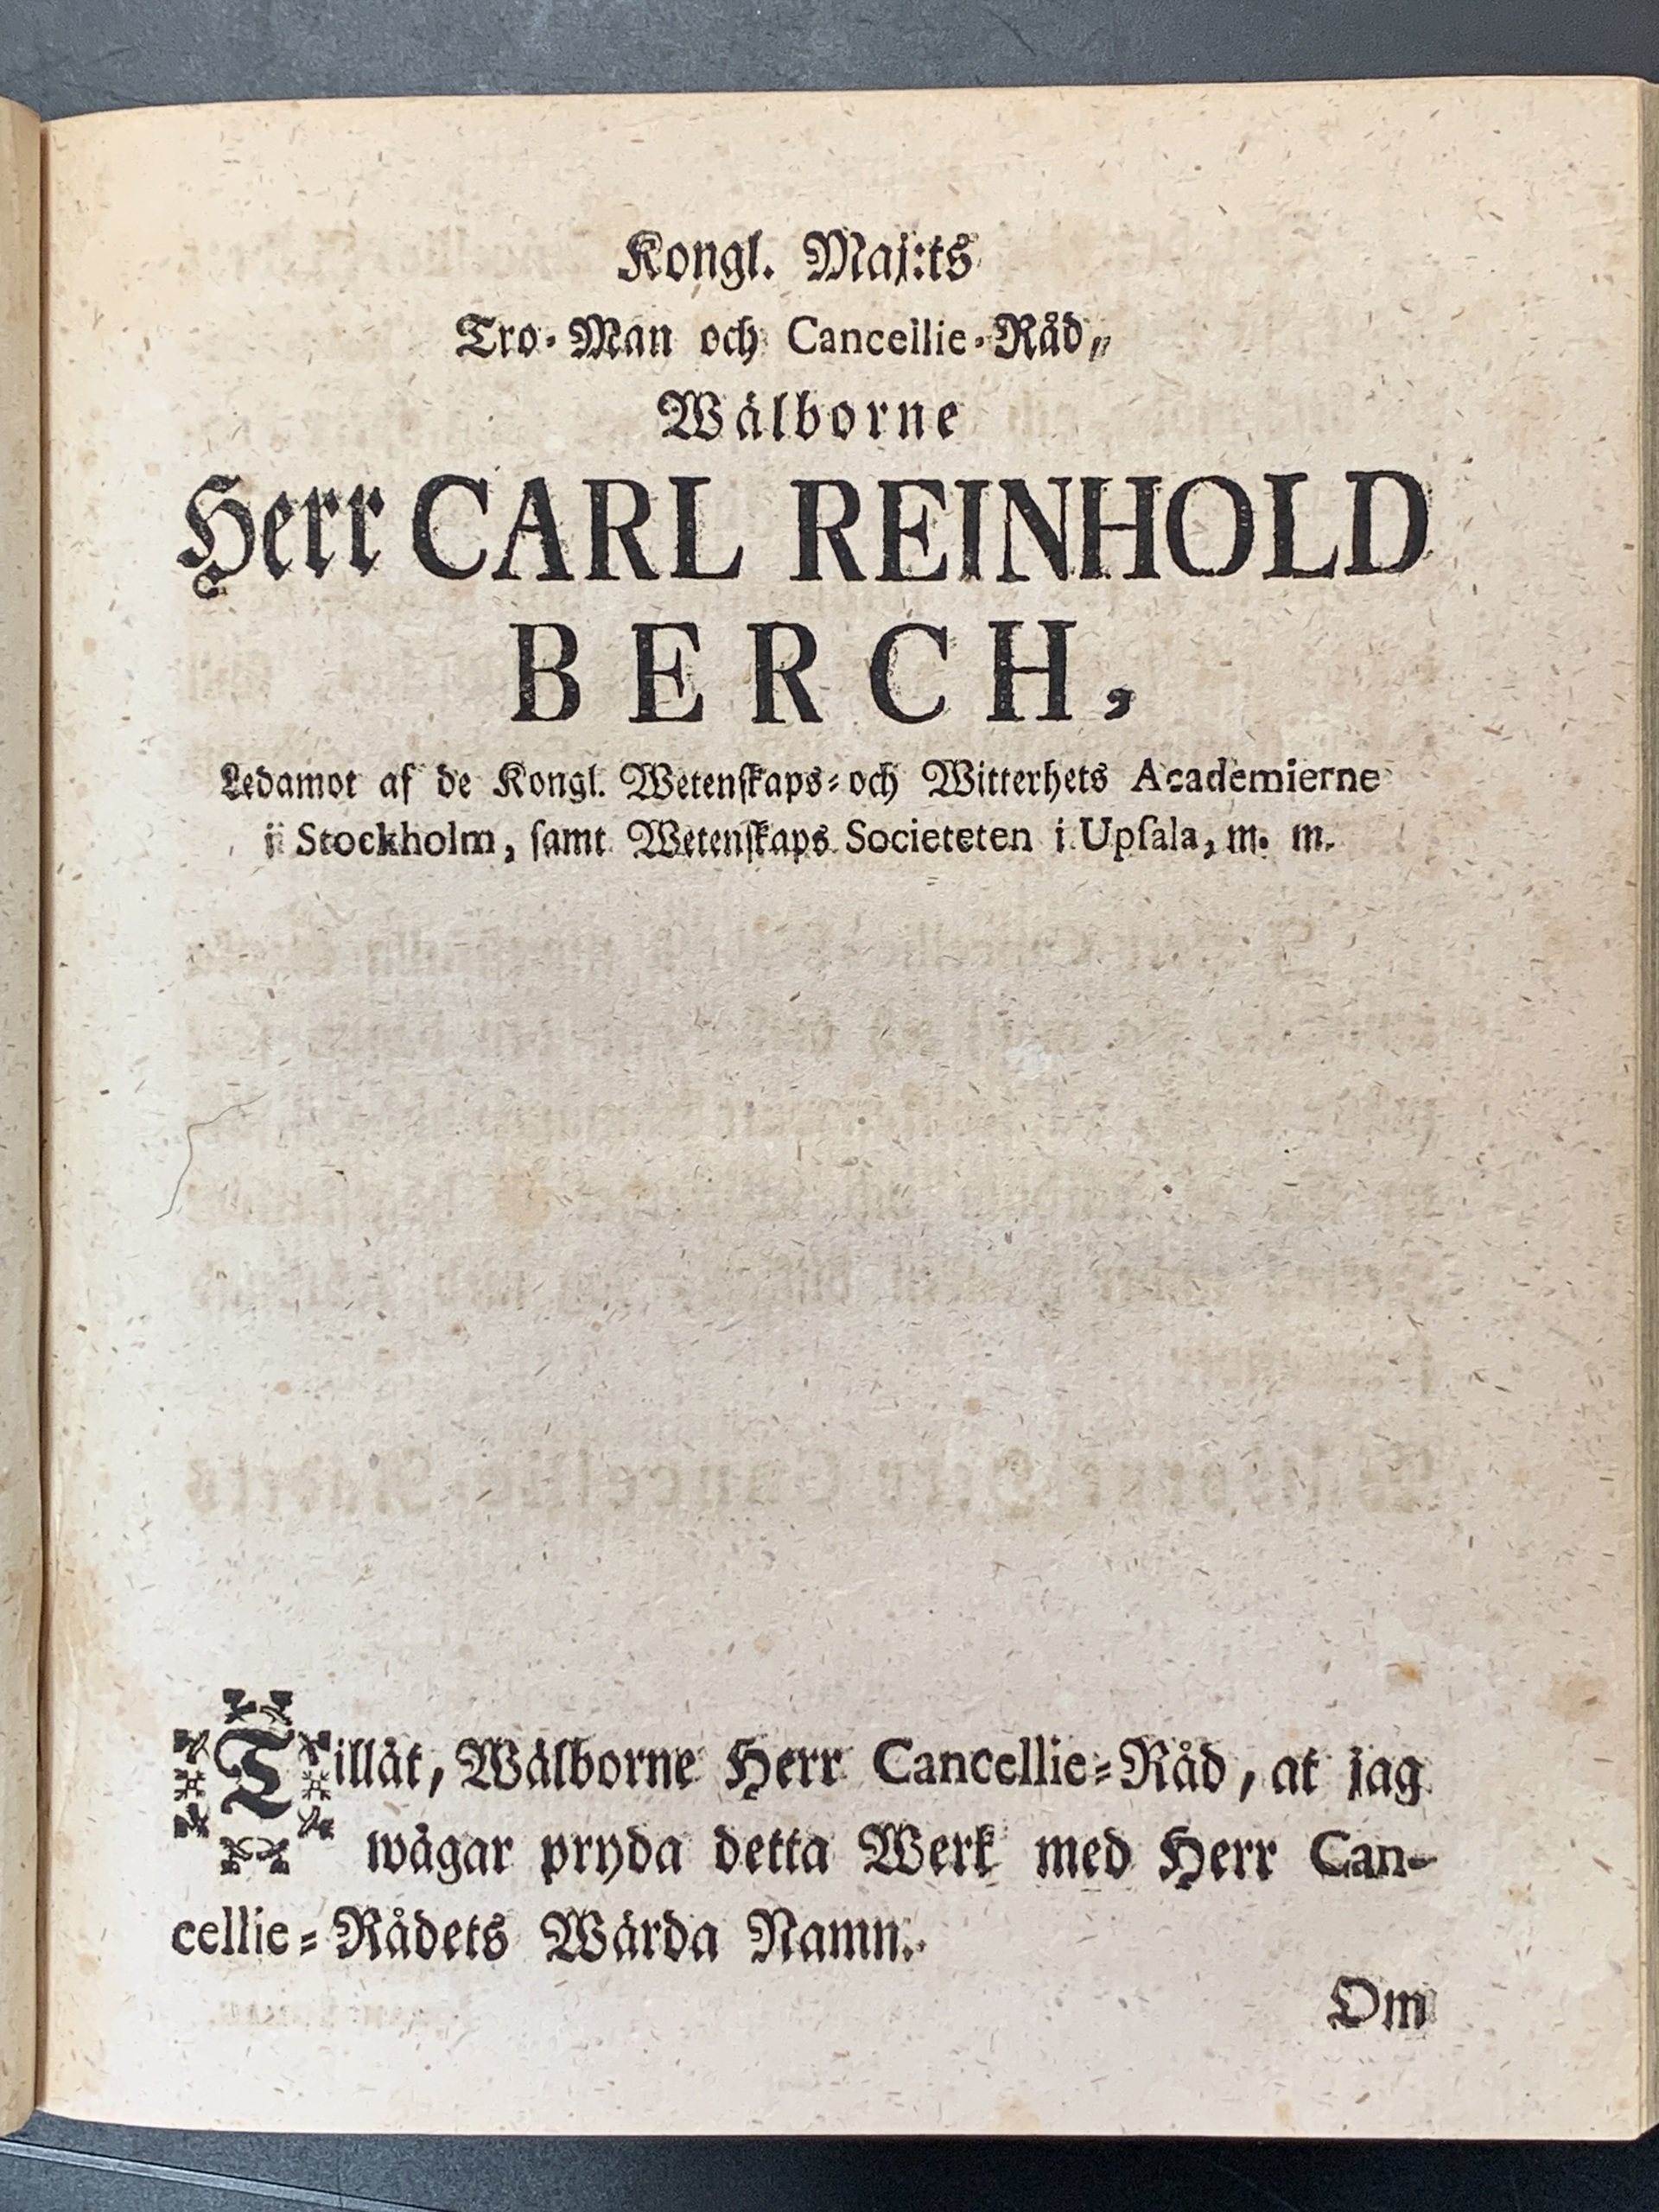 Kongl. Maj:ts
Tro-Man och Cancellie-Råd,
Wälborne
Herr CARL REINHOLD
BERCH,
Ledamot af de Kongl. Wetenſkaps- och Witterhets Academierne
i Stockholm, ſamt Wetenſkaps Societeten i Upſala, m. m.
Tillåt, Wälborne Herr Cancellie-Råd, at jag
wågar pryda detta Werk med Herr Can-
cellie-Rådets Wärda Namn.
Om